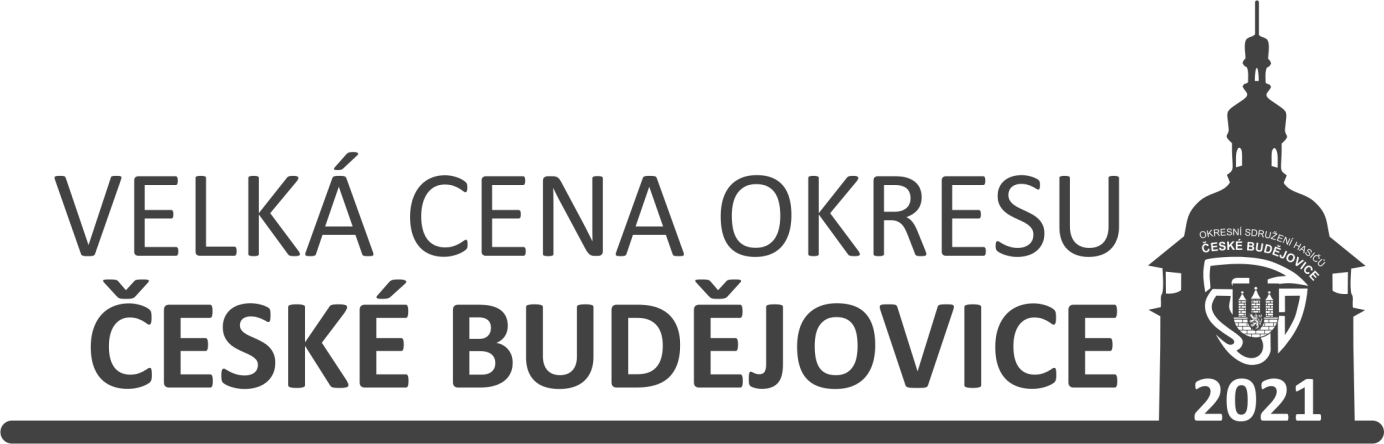 VELKÁ CENA OKRESU
ČESKÉ BUDĚJOVICE
OKRESNÍ SDRUŽENÍ HASIČŮ
ČESKÉ BUDĚJOVICE
2021